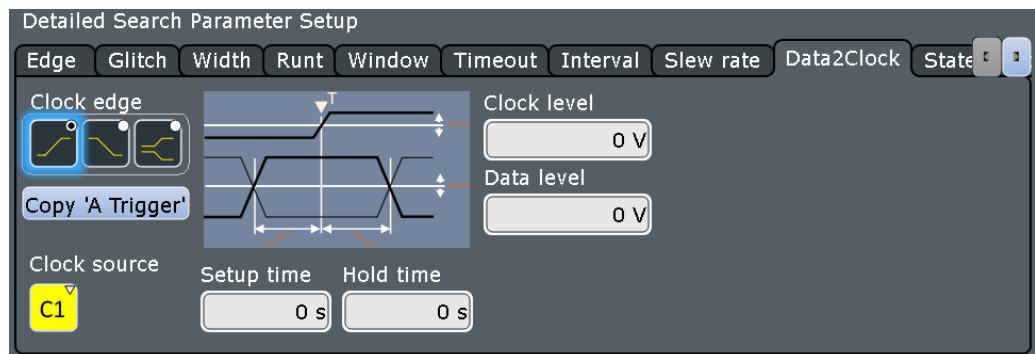 Detailed Search Parameter Setup
Edge Glitch Width Runt Window Timeout Interval Slew rate Data2Clock State
Clock edge
T
Clock level
0 V
Data level
0 V
Copy 'A Trigger'
Clock source
C1
Setup time Hold time
0 s 0 s